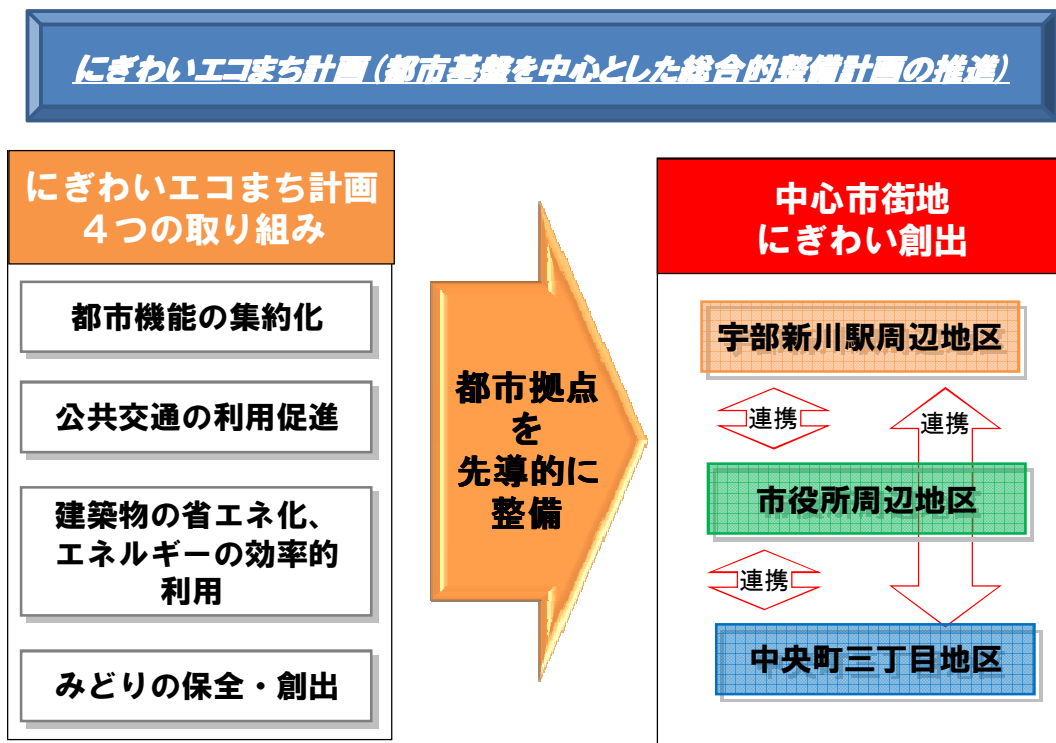 にぎわいエコまち計画(都市基盤を中心とした総合的整備計画の推進)
にぎわいエコまち計画
４つの取り組み
都市機能の集約化
公共交通の利用促進
建築物の省エネ化、
エネルギーの効率的
利用
みどりの保全・創出
都市拠点
を
先導的に
整備
中心市街地
にぎわい創出
宇部新川駅周辺地区
連携
連携
市役所周辺地区
連携
中央町三丁目地区